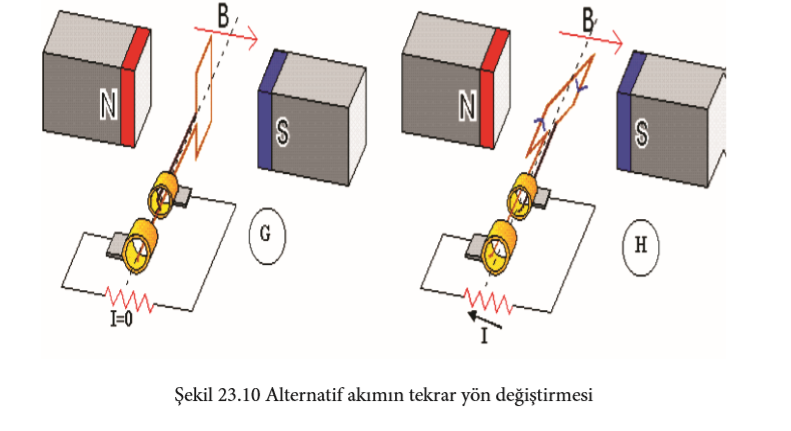 B
B
N
S
N
S
G
H
I=0
I
Şekil 23.10 Alternatif akımın tekrar yön değiştirmesi